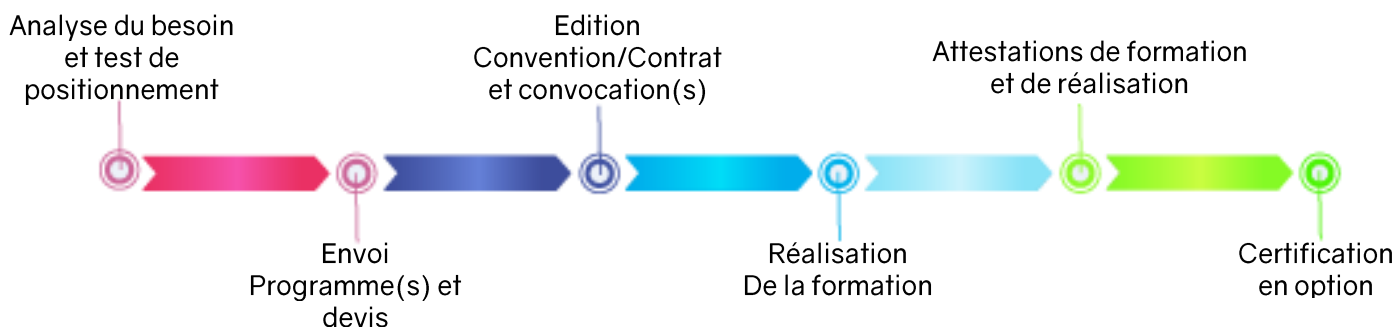 Analyse du besoin
et test de
positionnement
Envoi
Programme(s) et
devis
Edition
Convention/Contrat
et convocation(s)
Réalisation
De la formation
Attestations de formation
et de réalisation
Certification
en option